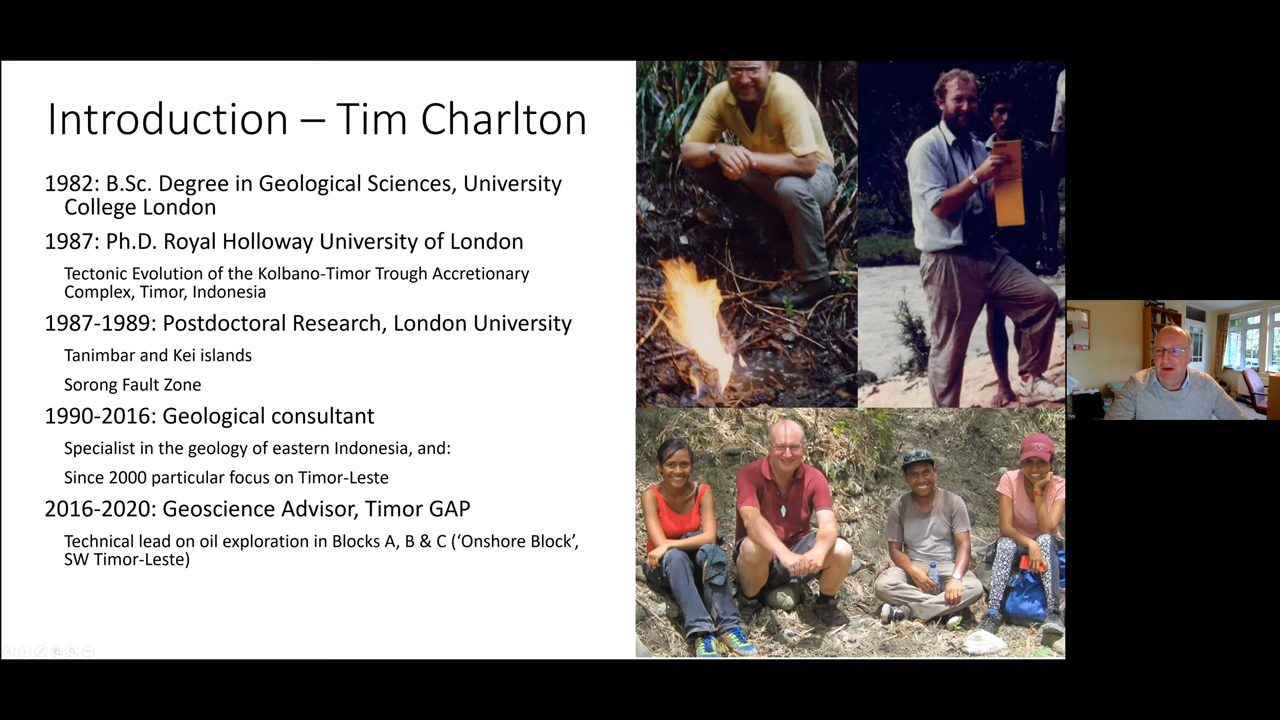 Introduction – Tim Charlton
1982: B.Sc. Degree in Geological Sciences, University
College London
1987: Ph.D. Royal Holloway University of London
Tectonic Evolution of the Kolbano-Timor Trough Accretionary
Complex, Timor, Indonesia
1987-1989: Postdoctoral Research, London University
Tanimbar and Kei islands
Sorong Fault Zone
1990-2016: Geological consultant
Specialist in the geology of eastern Indonesia, and:
Since 2000 particular focus on Timor-Leste
2016-2020: Geoscience Advisor, Timor GAP
Technical lead on oil exploration in Blocks A, B & C (‘Onshore Block’,
SW Timor-Leste)
Tim